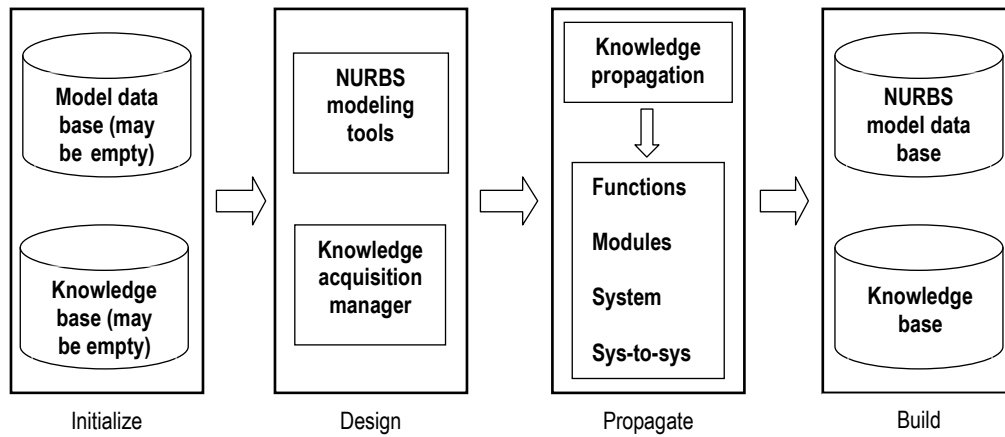 Model data
base (may
be empty)
Knowledge
base (may
be empty)
Initialize
NURBS
modeling
tools
Knowledge
acquisition
manager
Design
Knowledge
propagation
Functions
Modules
System
Sys-to-sys
Propagate
NURBS
model data
base
Knowledge
base
Build